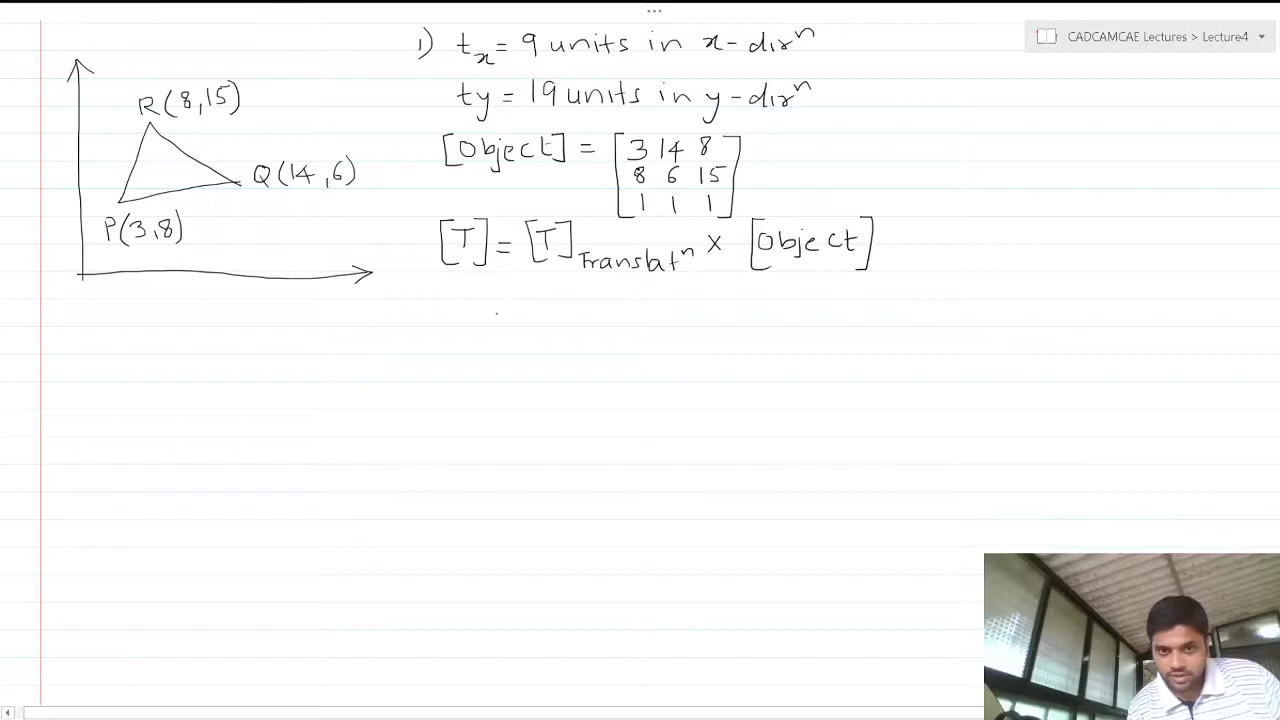 CADCAMCAE Lectures > Lecture4
1) tx = 9 units in x-dirⁿ
ty = 19 units in y-dirⁿ
[Object] = [3 14 8
8 6 15
1 1 1]
[T] = [T]Translatⁿ × [Object]
R(8,15)
Q(14,6)
P(3,8)